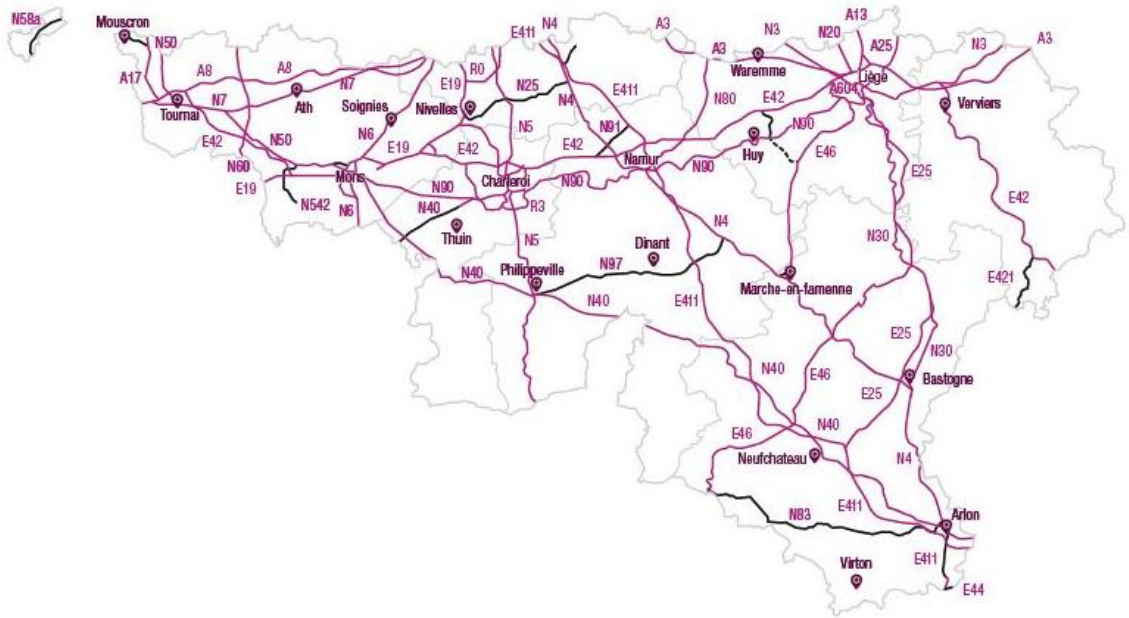 N58a
Mouscron
N50
A17
A8
A8
N7
N7
Tournai
Ath
Soignies
E42
N50
N60
E19
N542
Mons
N6
N6
E19
E42
Nivelles
E19
R0
N25
E411
N4
N4
E411
N91
N5
E42
Charleroi
N90
N90
R3
N40
Thuin
N5
N40
Philippeville
N97
Dinant
N40
E411
Namur
N90
N80
A3
A3
Waremme
N3
N20
A13
A25
Liège
A604
N3
A3
E42
Huy
N90
E46
Verviers
E25
E42
E421
N30
N4
Marche-en-famenne
E25
N30
Bastogne
E46
E25
N40
N40
E46
Neufchateau
N4
E411
N83
Arlon
E411
E44
Virton